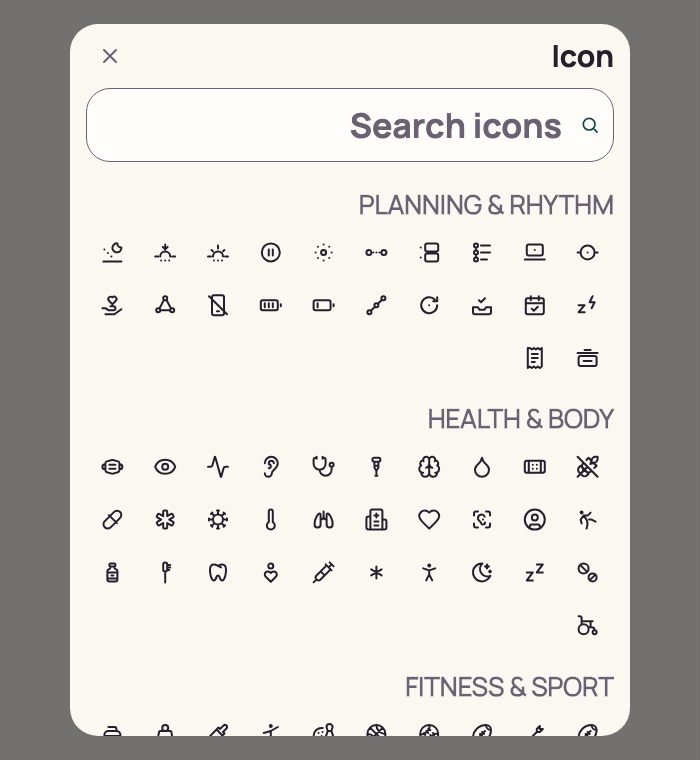 Icon
Search icons
PLANNING & RHYTHM
HEALTH & BODY
FITNESS & SPORT